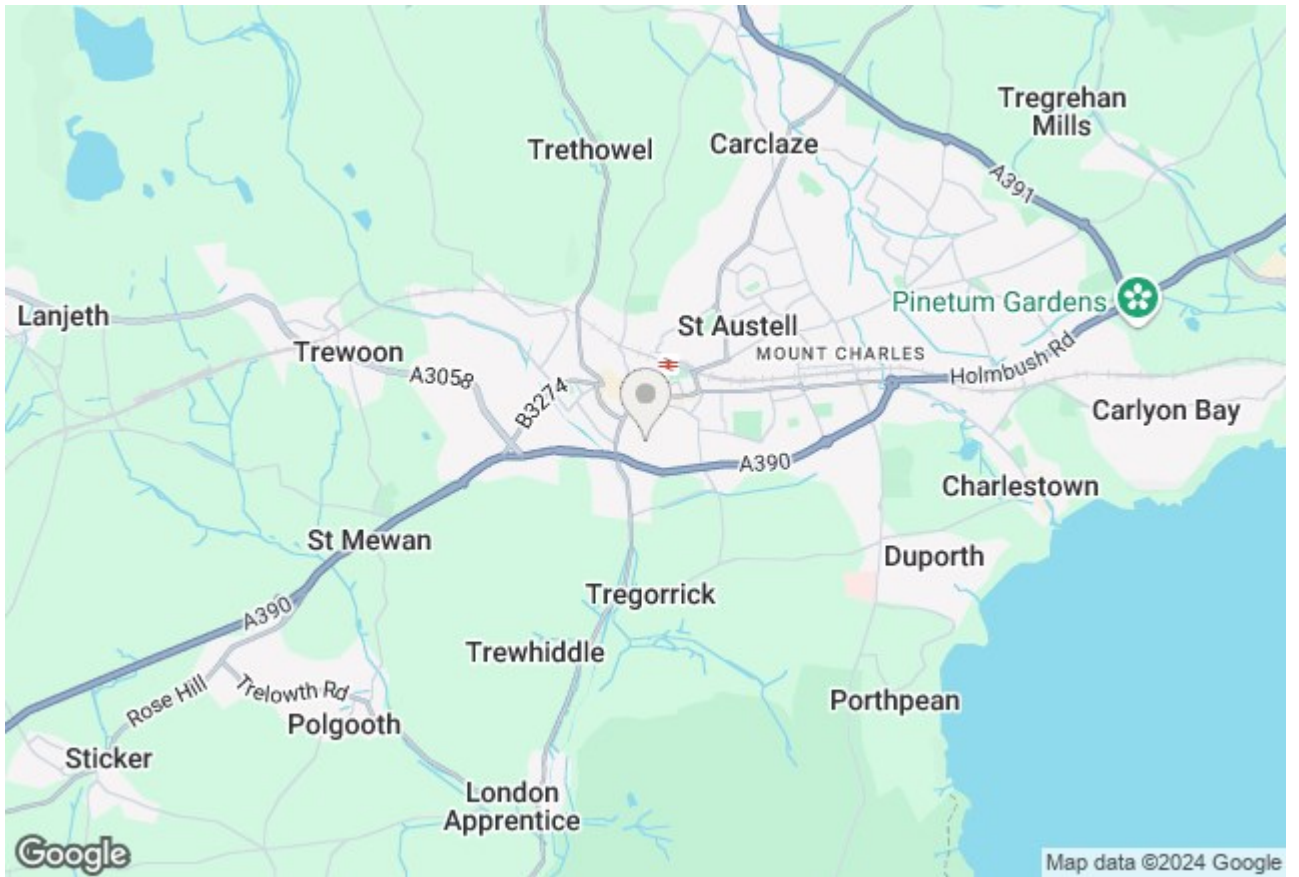 Tregrehan
Mills
Trethowel
Carclaze
A391
Pinetum Gardens
Lanjeth
St Austell
Trewoon
MOUNT CHARLES
Holmbush Rd
A3058
B3274
Carlyon Bay
A390
Charlestown
St Mewan
Duporth
Tregorrick
A390
Trewhiddle
Rose Hill
Trelowth Rd
Porthpean
Polgooth
Sticker
London
Apprentice
Google
Map data ©2024 Google